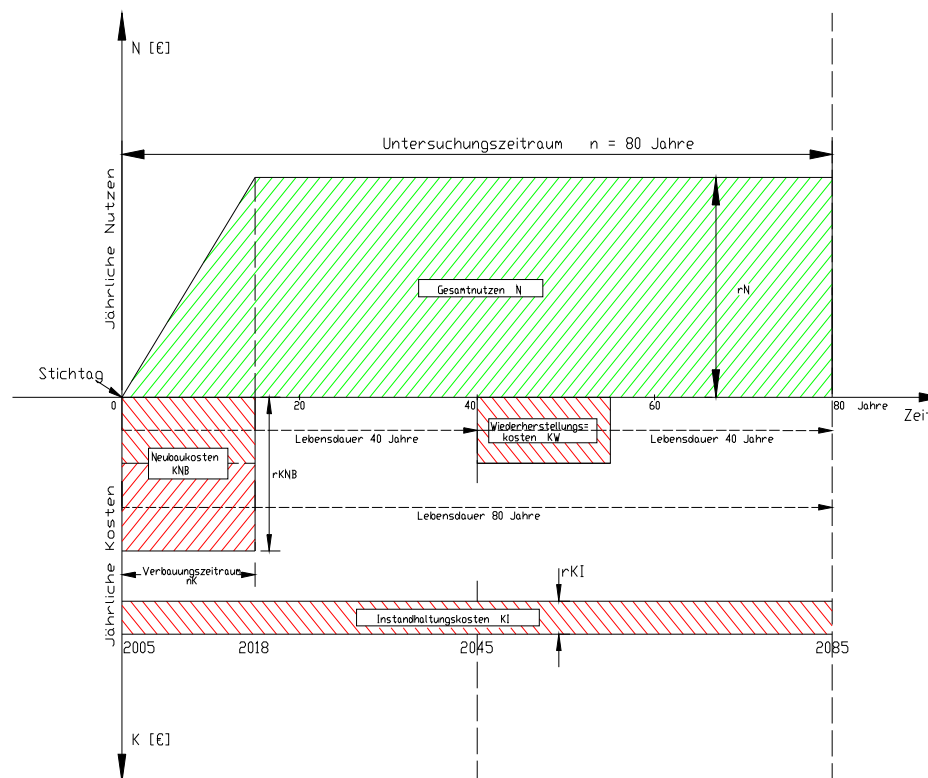 N [€]
Untersuchungszeitraum n = 80 Jahre
Jährliche Nutzen
Gesamtnutzen N
rN
Stichtag
0
20
40
60
80 Jahre
Zeit
Lebensdauer 40 Jahre
Wiederherstellungs=
kosten KW
Lebensdauer 40 Jahre
Neubaukosten
KNB
rKNB
Lebensdauer 80 Jahre
Jährliche Kosten
Verbauungszeitraum
nK
rKI
Instandhaltungskosten KI
2005
2018
2045
2085
K [€]